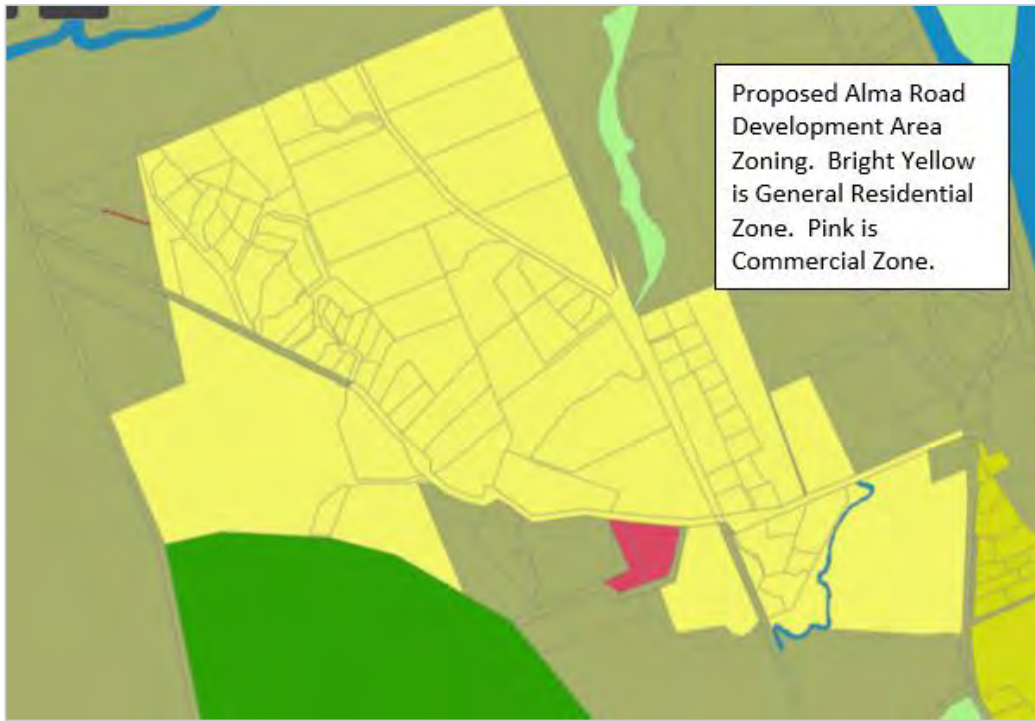 Proposed Alma Road
Development Area
Zoning.  Bright Yellow
is General Residential
Zone.  Pink is
Commercial Zone.